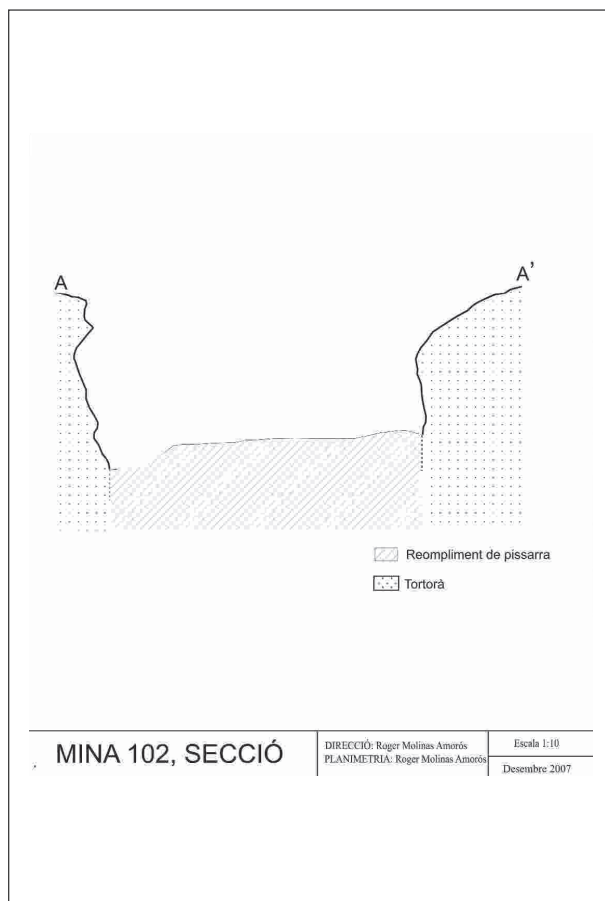 A
A’
Reompliment de pissarra
Tortorà
MINA 102, SECCIÓ
DIRECCIÓ: Roger Molinas Amorós
PLANIMETRIA: Roger Molinas Amorós
Escala 1:10
Desembre 2007